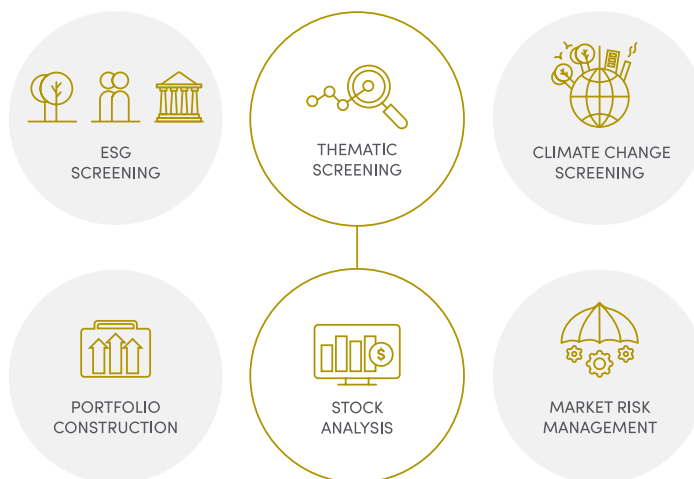 ESG
SCREENING
THEMATIC
SCREENING
CLIMATE CHANGE
SCREENING
PORTFOLIO
CONSTRUCTION
$
STOCK
ANALYSIS
MARKET RISK
MANAGEMENT